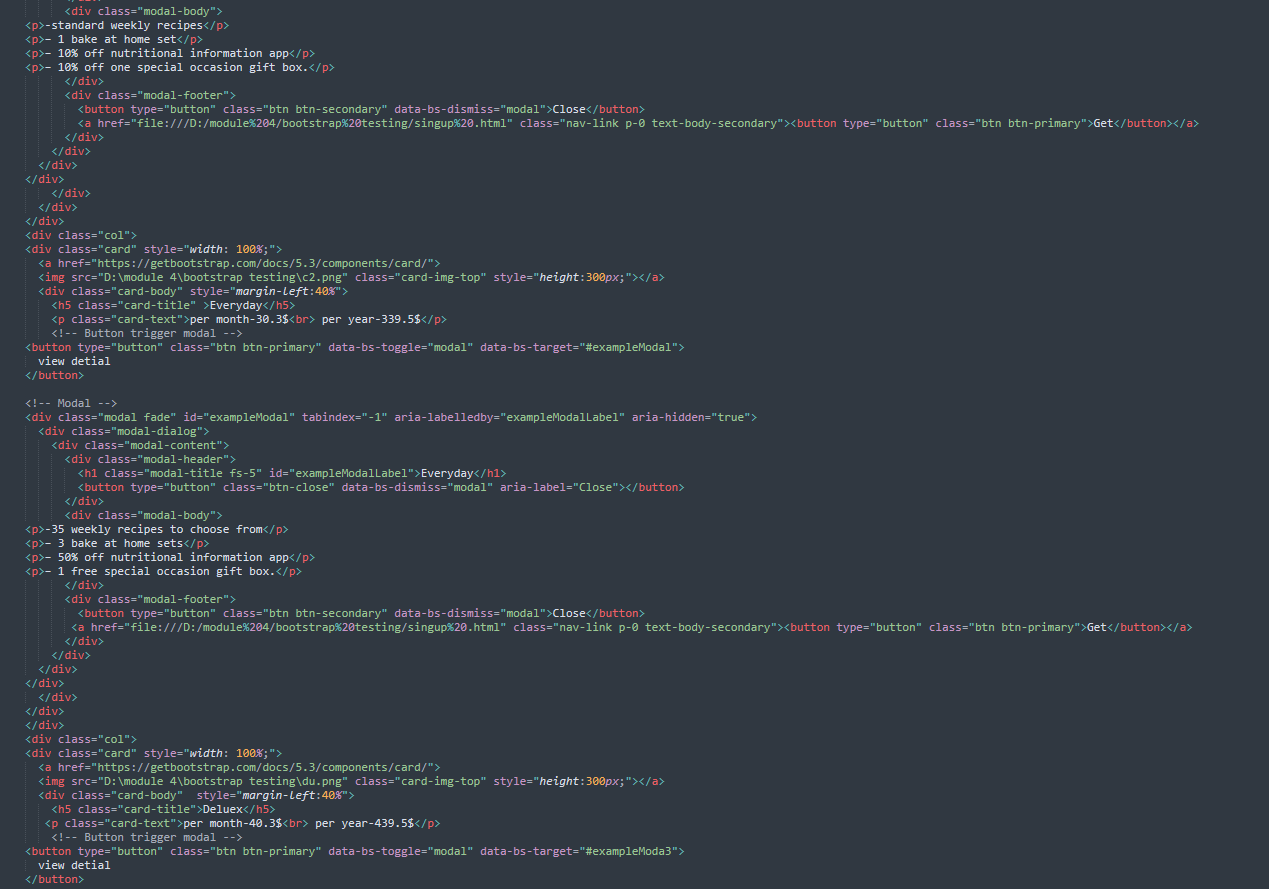 <div class="modal-body">
<p>-standard weekly recipes</p>
<p>- 1 bake at home set</p>
<p>- 10% off nutritional information app</p>
<p>- 10% off one special occasion gift box.</p>
</div>
<div class="modal-footer">
<button type="button" class="btn btn-secondary" data-bs-dismiss="modal">Close</button>
<a href="file:///D:/module%204/bootstrap%20testing/singup%20.html" class="nav-link p-0 text-body-secondary"><button type="button" class="btn btn-primary">Get</button></a>
</div>
</div>
</div>
</div>
</div>
</div>
</div>
<div class="col">
<div class="card" style="width: 100%;">
<a href="https://getbootstrap.com/docs/5.3/components/card/">
<img src="D:\module 4\bootstrap testing\c2.png" class="card-img-top" style="height:300px;"></a>
<div class="card-body" style="margin-left:40%">
<h5 class="card-title" >Everyday</h5>
<p class="card-text">per month-30.3$<br> per year-339.5$</p>
<!-- Button trigger modal -->
<button type="button" class="btn btn-primary" data-bs-toggle="modal" data-bs-target="#exampleModal">
view detial
</button>
<!-- Modal -->
<div class="modal fade" id="exampleModal" tabindex="-1" aria-labelledby="exampleModalLabel" aria-hidden="true">
<div class="modal-dialog">
<div class="modal-content">
<div class="modal-header">
<h1 class="modal-title fs-5" id="exampleModalLabel">Everyday</h1>
<button type="button" class="btn-close" data-bs-dismiss="modal" aria-label="Close"></button>
</div>
<div class="modal-body">
<p>-35 weekly recipes to choose from</p>
<p>- 3 bake at home sets</p>
<p>- 50% off nutritional information app</p>
<p>- 1 free special occasion gift box.</p>
</div>
<div class="modal-footer">
<button type="button" class="btn btn-secondary" data-bs-dismiss="modal">Close</button>
<a href="file:///D:/module%204/bootstrap%20testing/singup%20.html" class="nav-link p-0 text-body-secondary"><button type="button" class="btn btn-primary">Get</button></a>
</div>
</div>
</div>
</div>
</div>
</div>
</div>
<div class="col">
<div class="card" style="width: 100%;">
<a href="https://getbootstrap.com/docs/5.3/components/card/">
<img src="D:\module 4\bootstrap testing\du.png" class="card-img-top" style="height:300px;"></a>
<div class="card-body"  style="margin-left:40%">
<h5 class="card-title">Deluex</h5>
<p class="card-text">per month-40.3$<br> per year-439.5$</p>
<!-- Button trigger modal -->
<button type="button" class="btn btn-primary" data-bs-toggle="modal" data-bs-target="#exampleModa3">
view detial
</button>